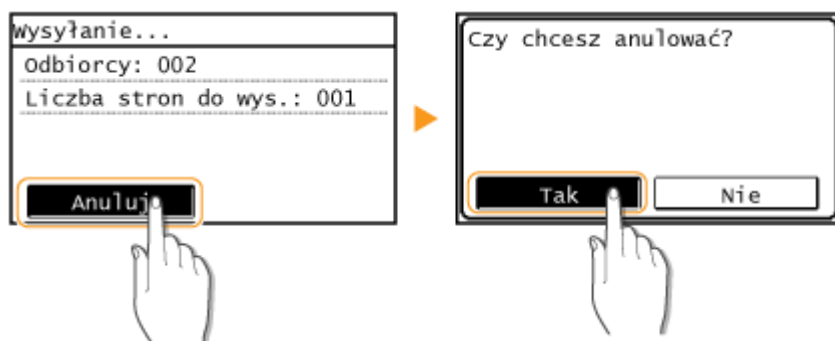 Wysyłanie...
Odbiorcy: 002
Liczba stron do wys.: 001
Anuluj
Czy chcesz anulować?
Tak
Nie